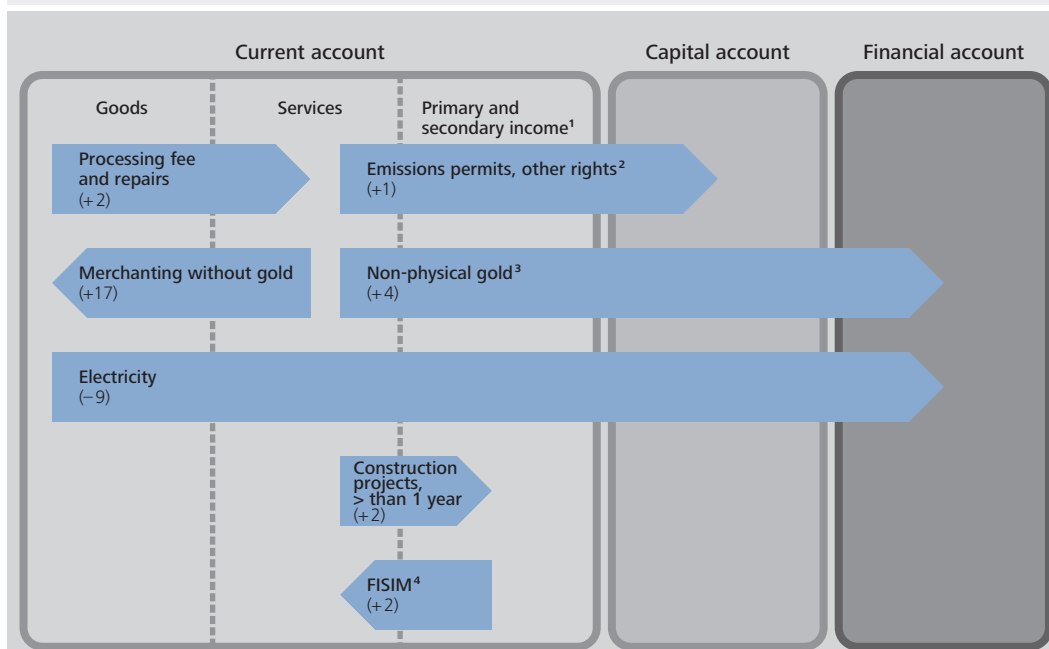 Current account
Capital account
Financial account
Goods
Services
Primary and
secondary income¹
Processing fee
and repairs
(+2)
Emissions permits, other rights²
(+1)
Merchanting without gold
(+17)
Non-physical gold³
(+4)
Electricity
(−9)
Construction
projects,
> than 1 year
(+2)
FISIM⁴
(+2)